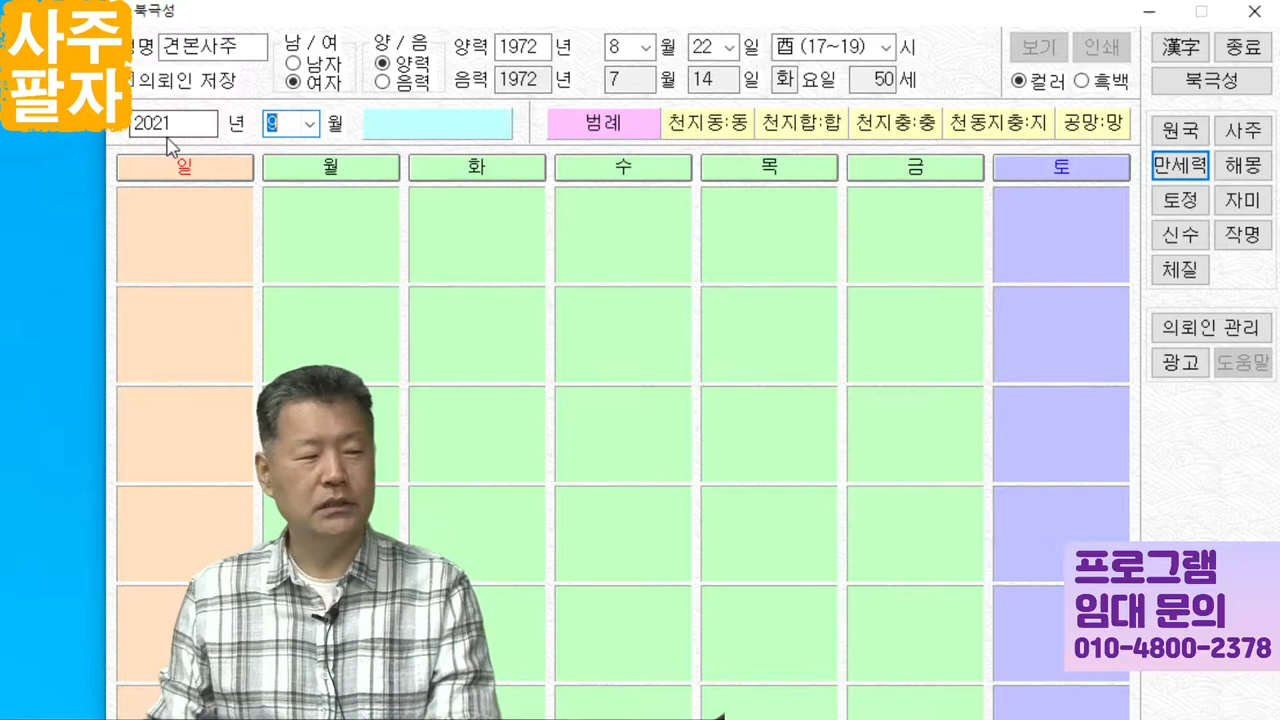 북극성
사주
팔자
명 견본사주
남 / 여
남자
여자
양 / 음
양력
음력
양력 1972 년 8 월 22 일 酉 (17~19) 시
음력 1972 년 7 월 14 일 화 요일 50 세
의뢰인 저장
보기 인쇄
컬러 흑백
漢字 종료
북극성
2021 년 9 월
범례 천지동:동 천지합:합 천지충:충 천동지충:지 공망:망
일 월 화 수 목 금 토
원국 사주
만세력 해몽
토정 자미
신수 작명
체질
의뢰인 관리
광고 도움말
프로그램
임대 문의
010-4800-2378